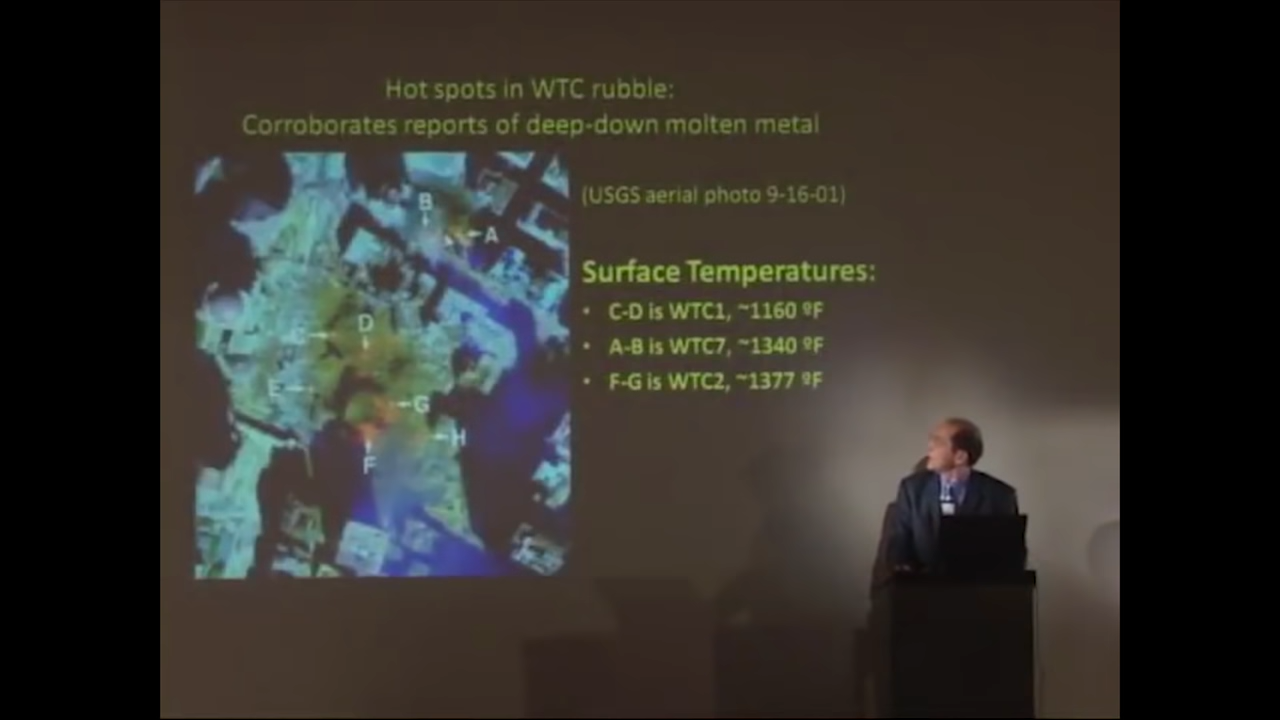 Hot spots in WTC rubble:
Corroborates reports of deep-down molten metal
(USGS aerial photo 9-16-01)
B
A
Surface Temperatures:
• C-D is WTC1, ~1160 ºF
D
• A-B is WTC7, ~1340 ºF
• F-G is WTC2, ~1377 ºF
E
G
H
F